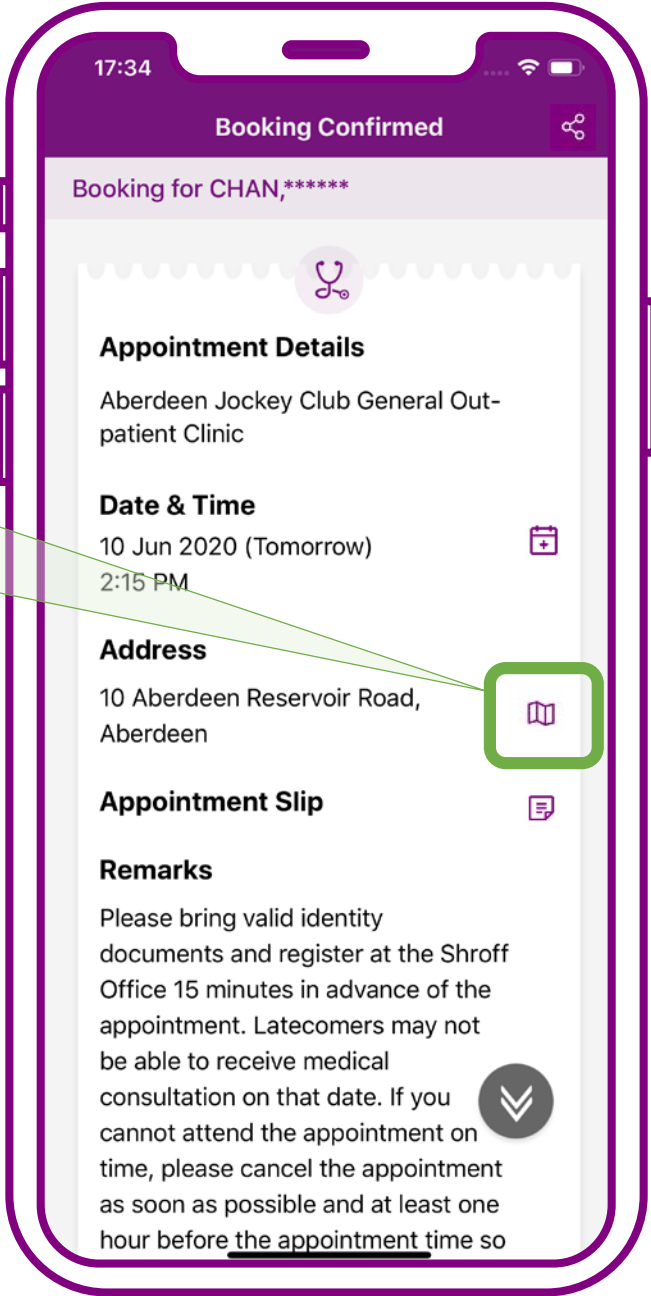 17:34
Booking Confirmed
Booking for CHAN,******
Appointment Details
Aberdeen Jockey Club General Out-
patient Clinic
Date & Time
10 Jun 2020 (Tomorrow)
2:15 PM
Address
10 Aberdeen Reservoir Road,
Aberdeen
Appointment Slip
Remarks
Please bring valid identity
documents and register at the Shroff
Office 15 minutes in advance of the
appointment. Latecomers may not
be able to receive medical
consultation on that date. If you
cannot attend the appointment on
time, please cancel the appointment
as soon as possible and at least one
hour before the appointment time so